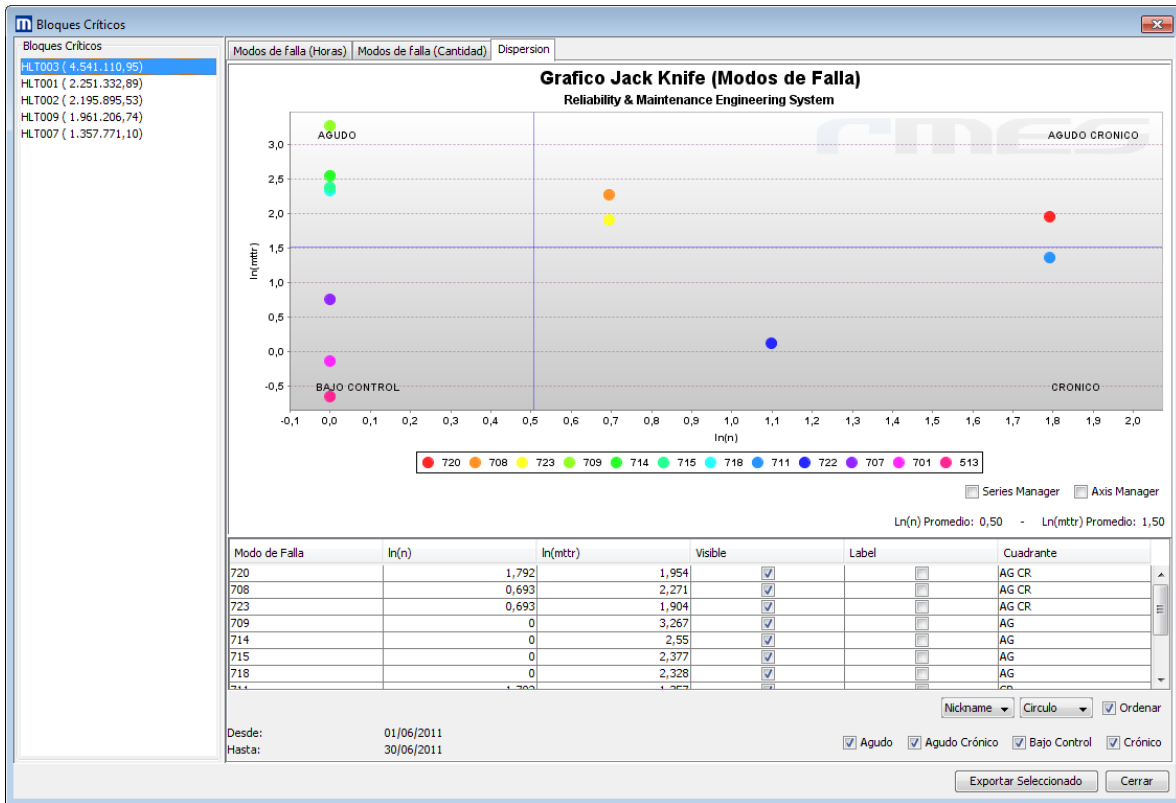 Bloques Críticos
Bloques Críticos
HLT003 ( 4.541.110,95)
HLT001 ( 2.251.332,89)
HLT002 ( 2.195.895,53)
HLT009 ( 1.961.206,74)
HLT007 ( 1.357.771,10)
Modos de falla (Horas) Modos de falla (Cantidad) Dispersion
Grafico Jack Knife (Modos de Falla)
Reliability & Maintenance Engineering System
rmes
AGUDO AGUDO CRONICO
3,0
2,5
2,0
1,5
1,0
0,5
0,0
-0,5
ln(mttr)
BAJO CONTROL CRONICO
-0,1 0,0 0,1 0,2 0,3 0,4 0,5 0,6 0,7 0,8 0,9 1,0 1,1 1,2 1,3 1,4 1,5 1,6 1,7 1,8 1,9 2,0
ln(n)
720 708 723 709 714 715 718 711 722 707 701 513
Series Manager Axis Manager
Ln(n) Promedio: 0,50 - Ln(mttr) Promedio: 1,50
Modo de Falla ln(n) ln(mttr) Visible Label Cuadrante
720 1,792 1,954 AG CR
708 0,693 2,271 AG CR
723 0,693 1,904 AG CR
709 0 3,267 AG
714 0 2,55 AG
715 0 2,377 AG
718 0 2,328 AG
711 1,792 1,357 CR
Nickname Circulo Ordenar
Desde: 01/06/2011
Hasta: 30/06/2011
Agudo Agudo Crónico Bajo Control Crónico
Exportar Seleccionado Cerrar